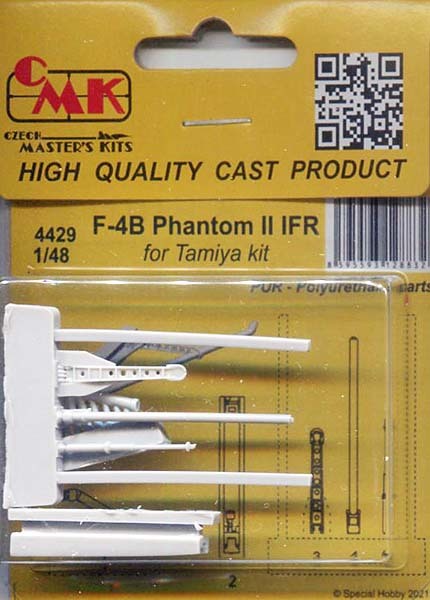 CMK
CZECH
MASTER'S KITS
HIGH QUALITY CAST PRODUCT
4429
1/48
F-4B Phantom II IFR
for Tamiya kit
8595593128632
PUR - Polyurethane parts
2
3
4
© Special Hobby 2021